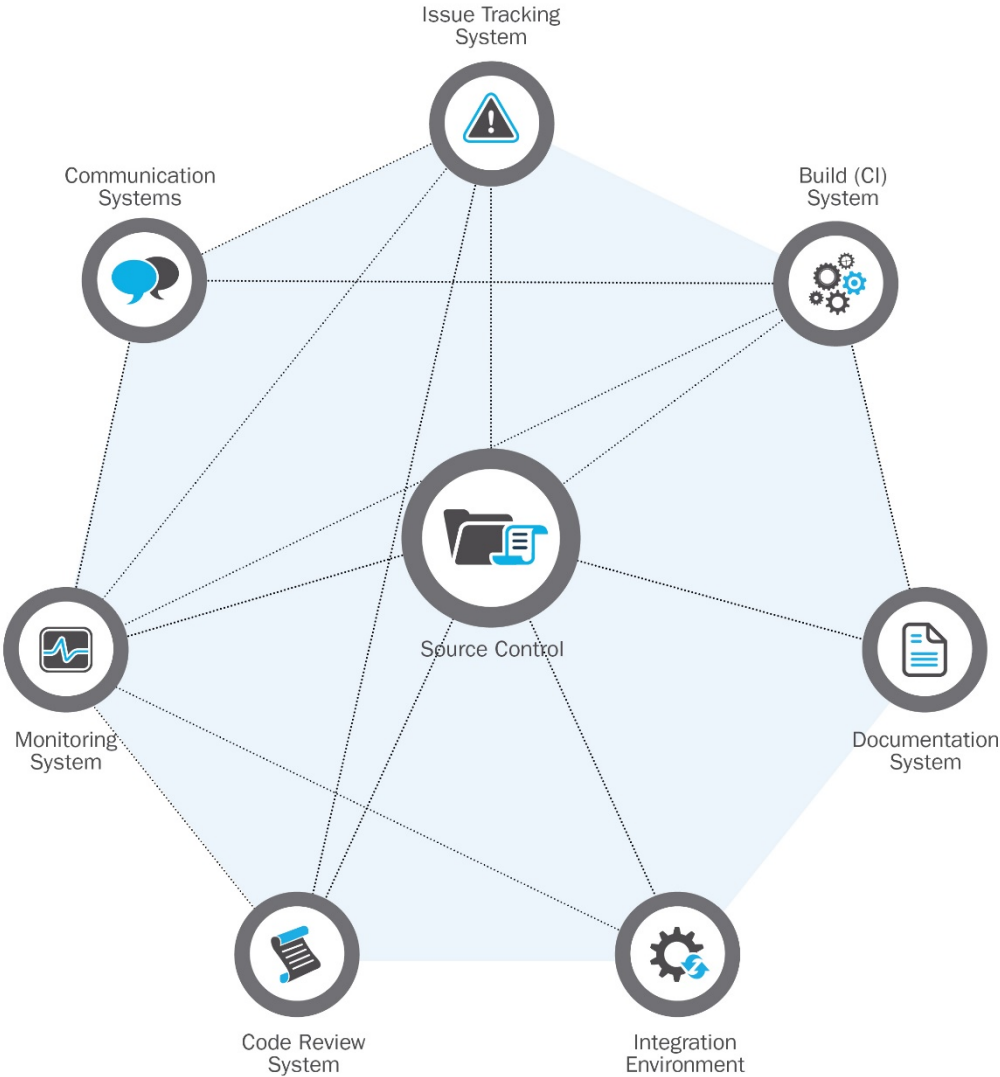 Issue Tracking
System
Communication
Systems
Build (CI)
System
Source Control
Monitoring
System
Documentation
System
Code Review
System
Integration
Environment